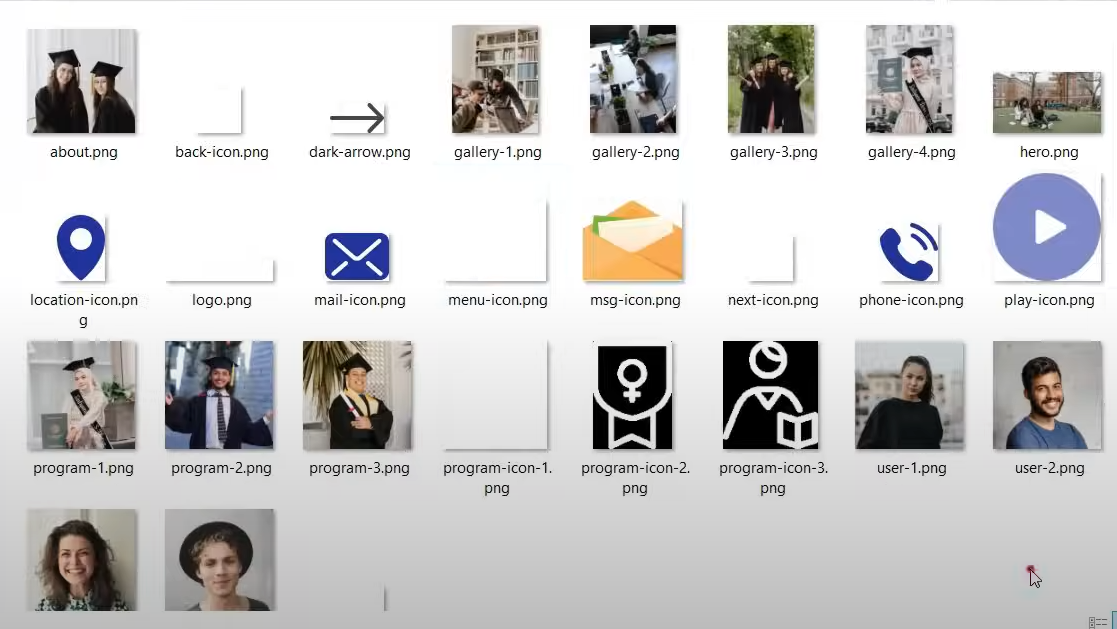 about.png
back-icon.png
dark-arrow.png
gallery-1.png
gallery-2.png
gallery-3.png
gallery-4.png
hero.png
location-icon.pn
g
logo.png
mail-icon.png
menu-icon.png
msg-icon.png
next-icon.png
phone-icon.png
play-icon.png
program-1.png
program-2.png
program-3.png
program-icon-1.
png
program-icon-2.
png
program-icon-3.
png
user-1.png
user-2.png